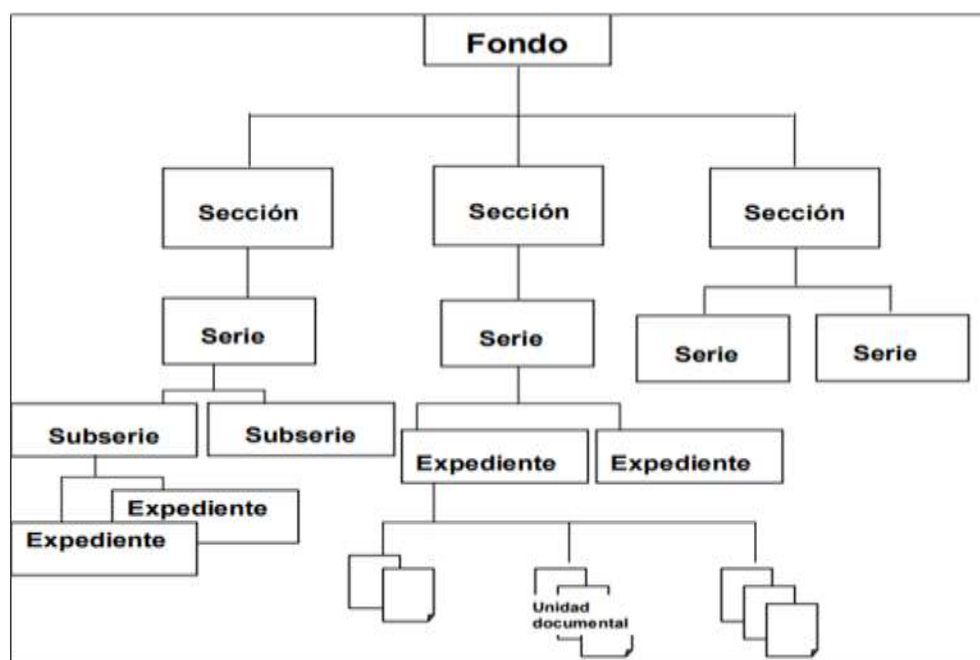 Fondo
Sección
Sección
Sección
Serie
Serie
Serie
Serie
Subserie
Subserie
Expediente
Expediente
Expediente
Expediente
Unidad
documental